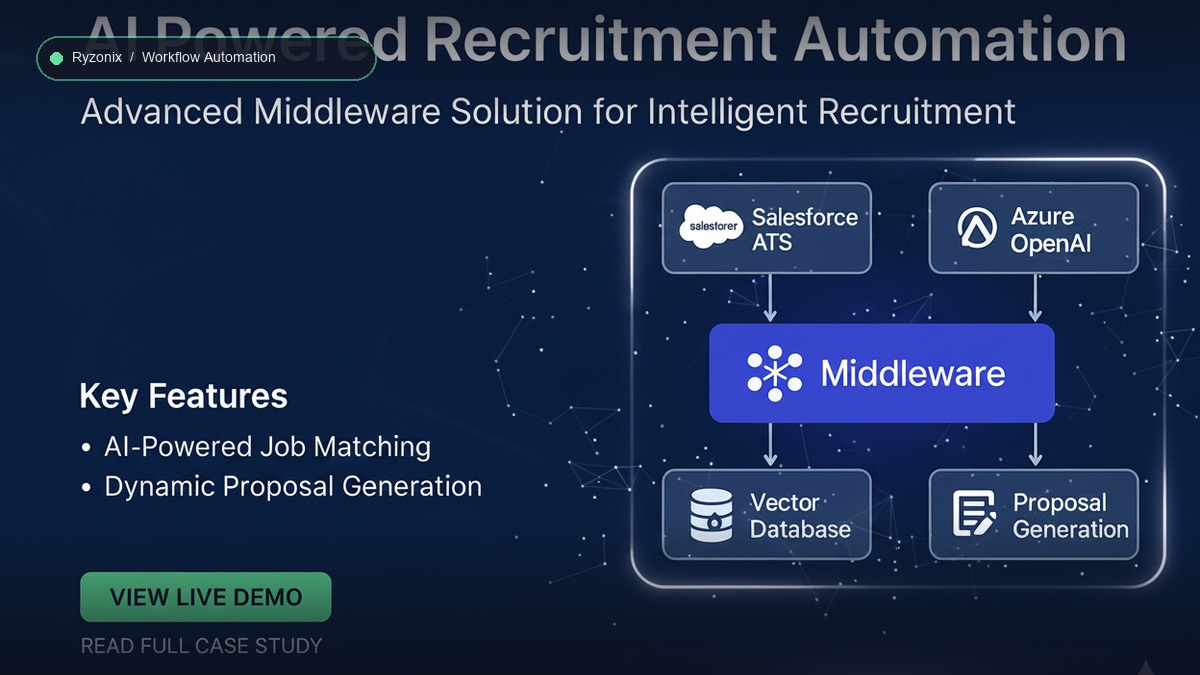 AI Powered Recruitment Automation
Ryzonix / Workflow Automation
Advanced Middleware Solution for Intelligent Recruitment
salestorer
Salesforce
ATS
Azure
OpenAI
Middleware
Key Features
• AI-Powered Job Matching
• Dynamic Proposal Generation
Vector
Database
Proposal
Generation
VIEW LIVE DEMO
READ FULL CASE STUDY